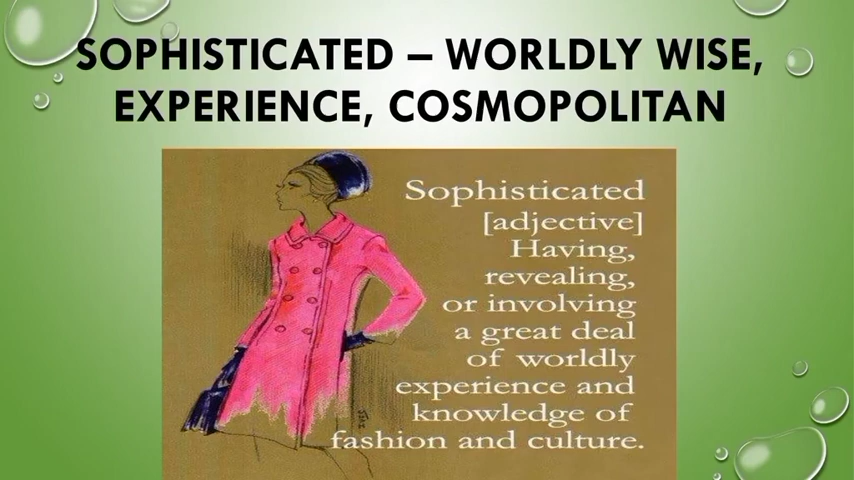 SOPHISTICATED – WORLDLY WISE,
EXPERIENCE, COSMOPOLITAN
Sophisticated
[adjective]
Having,
revealing,
or involving
a great deal
of worldly
experience and
knowledge of
fashion and culture.